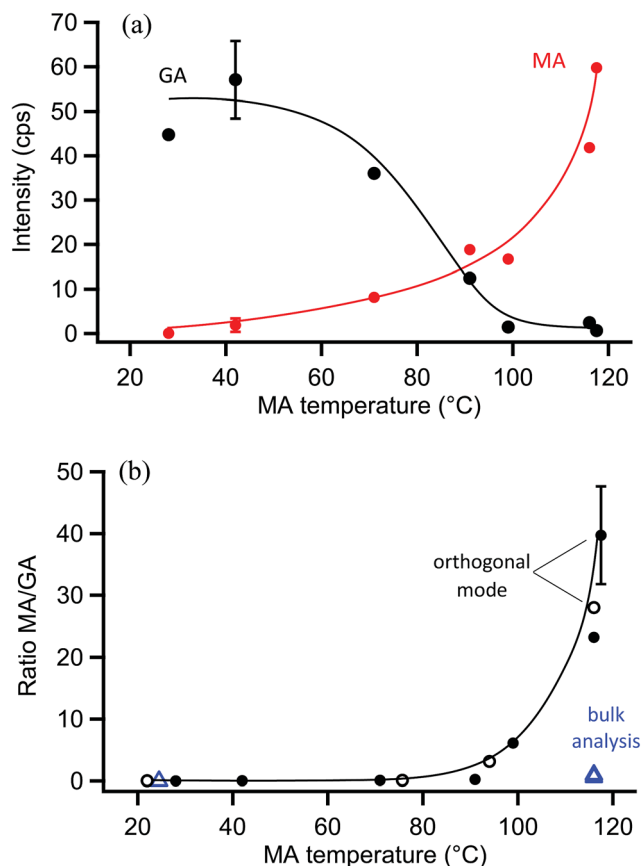 (a)
70
60
50
40
30
20
10
0
Intensity (cps)
GA
MA
20 40 60 80 100 120
MA temperature (°C)
(b)
50
40
30
20
10
0
Ratio MA/GA
orthogonal
mode
bulk
analysis
20 40 60 80 100 120
MA temperature (°C)